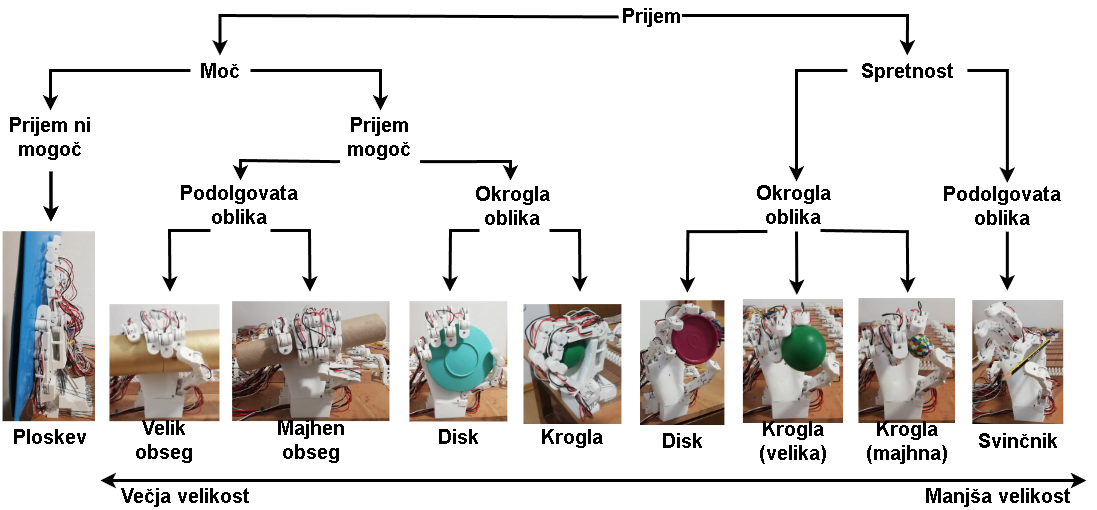 Prijem
Moč
Spretnost
Prijem ni
mogoč
Prijem
mogoč
Podolgovata
oblika
Okrogla
oblika
Okrogla
oblika
Podolgovata
oblika
Ploskev
Velik
obseg
Majhen
obseg
Disk
Krogla
Disk
Krogla
(velika)
Krogla
(majhna)
Svinčnik
Večja velikost
Manjša velikost